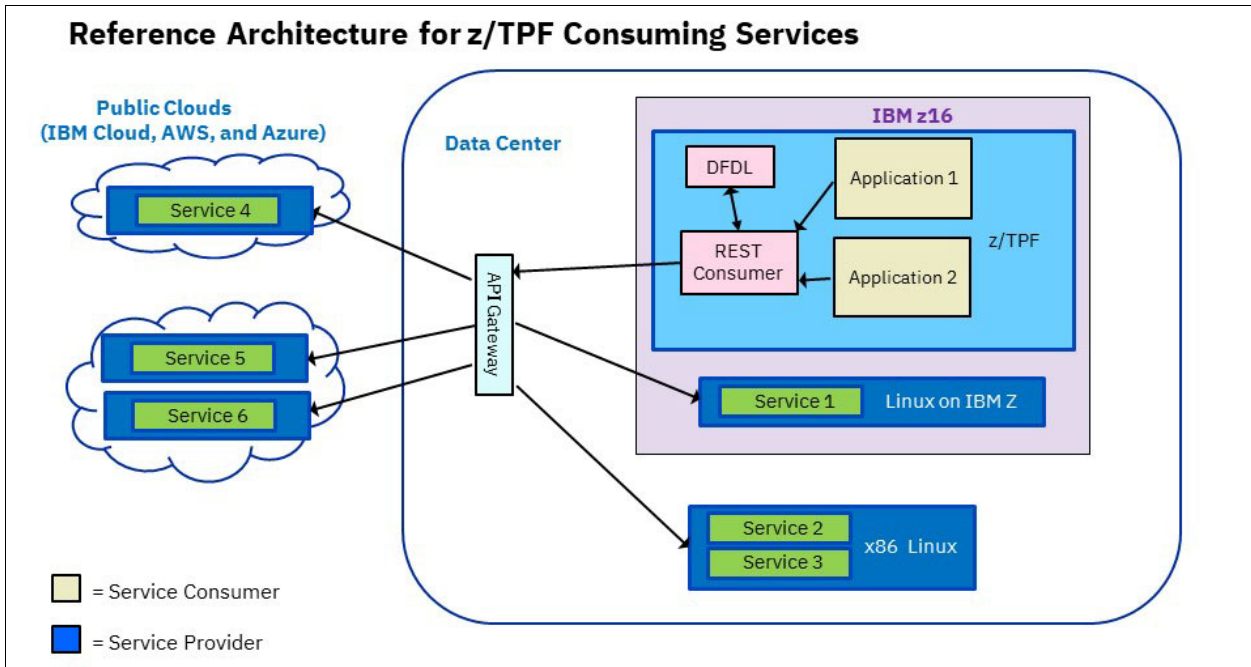 Reference Architecture for z/TPF Consuming Services
Public Clouds
(IBM Cloud, AWS, and Azure)
Data Center
IBM z16
DFDL
Application 1
Service 4
z/TPF
REST
Consumer
Application 2
API Gateway
Service 5
Service 6
Service 1
Linux on IBM Z
Service 2
x86 Linux
Service 3
= Service Consumer
= Service Provider